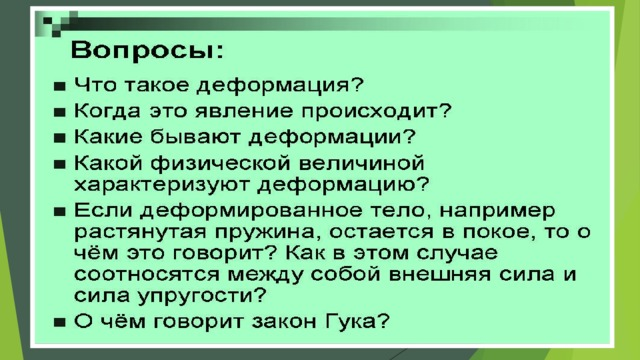 Вопросы:
Что такое деформация?
Когда это явление происходит?
Какие бывают деформации?
Какой физической величиной
характеризуют деформацию?
Если деформированное тело, например
растянутая пружина, остается в покое, то о
чём это говорит? Как в этом случае
соотносятся между собой внешняя сила и
сила упругости?
О чём говорит закон Гука?